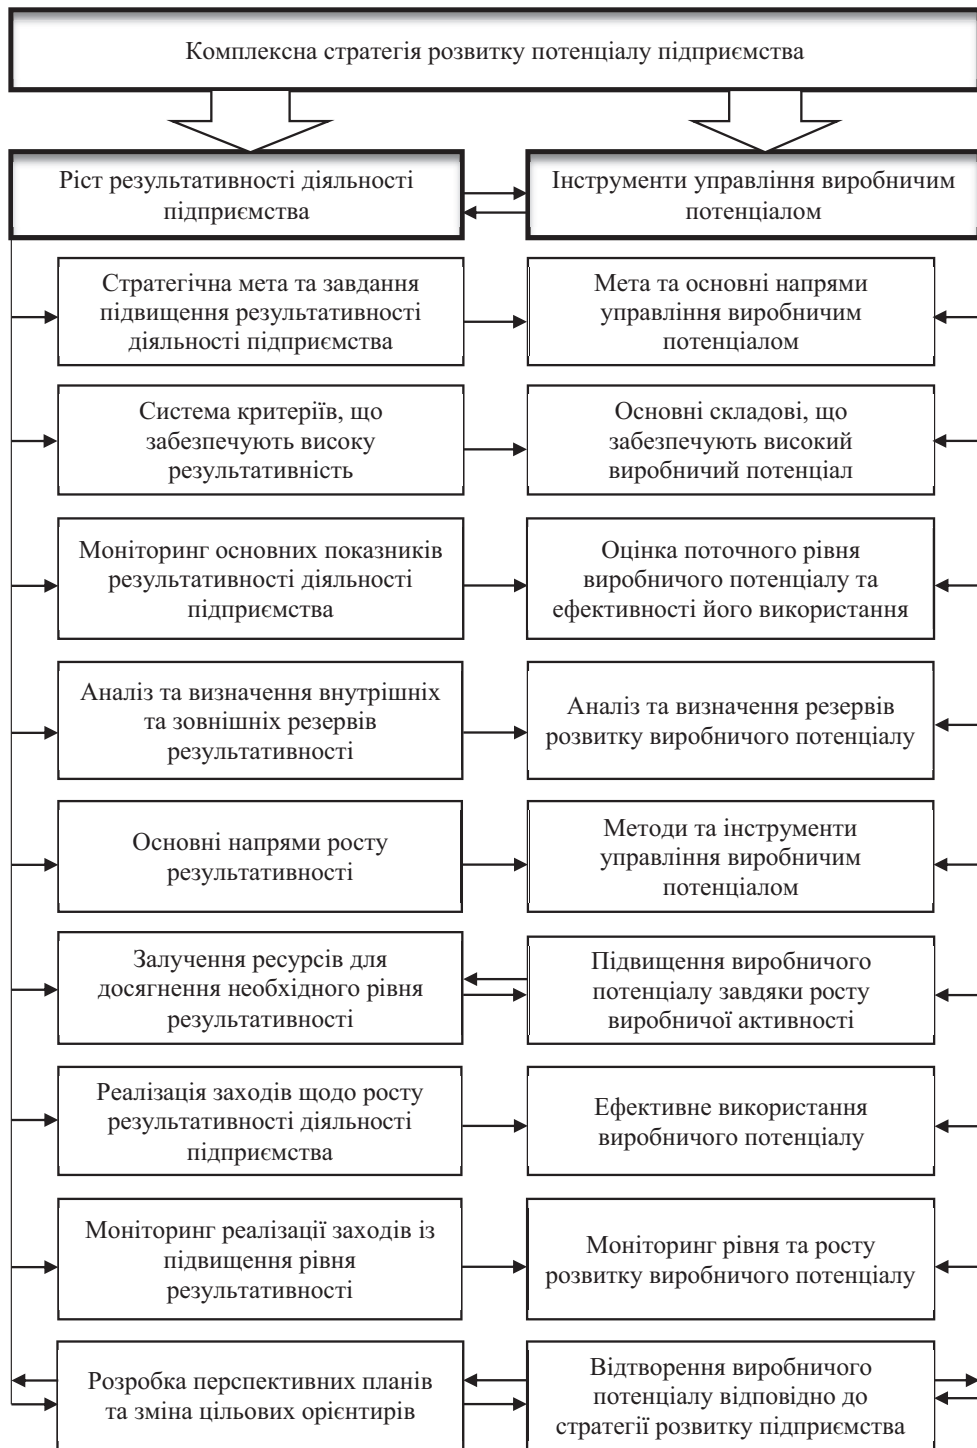 Комплексна стратегія розвитку потенціалу підприємства
Ріст результативності діяльності
підприємства
Інструменти управління виробничим
потенціалом
Стратегічна мета та завдання
підвищення результативності
діяльності підприємства
Мета та основні напрями
управління виробничим
потенціалом
Система критеріїв, що
забезпечують високу
результативність
Основні складові, що
забезпечують високий
виробничий потенціал
Моніторинг основних показників
результативності діяльності
підприємства
Оцінка поточного рівня
виробничого потенціалу та
ефективності його використання
Аналіз та визначення внутрішніх
та зовнішніх резервів
результативності
Аналіз та визначення резервів
розвитку виробничого потенціалу
Основні напрями росту
результативності
Методи та інструменти
управління виробничим
потенціалом
Залучення ресурсів для
досягнення необхідного рівня
результативності
Підвищення виробничого
потенціалу завдяки росту
виробничої активності
Реалізація заходів щодо росту
результативності діяльності
підприємства
Ефективне використання
виробничого потенціалу
Моніторинг реалізації заходів із
підвищення рівня
результативності
Моніторинг рівня та росту
розвитку виробничого потенціалу
Розробка перспективних планів
та зміна цільових орієнтирів
Відтворення виробничого
потенціалу відповідно до
стратегії розвитку підприємства